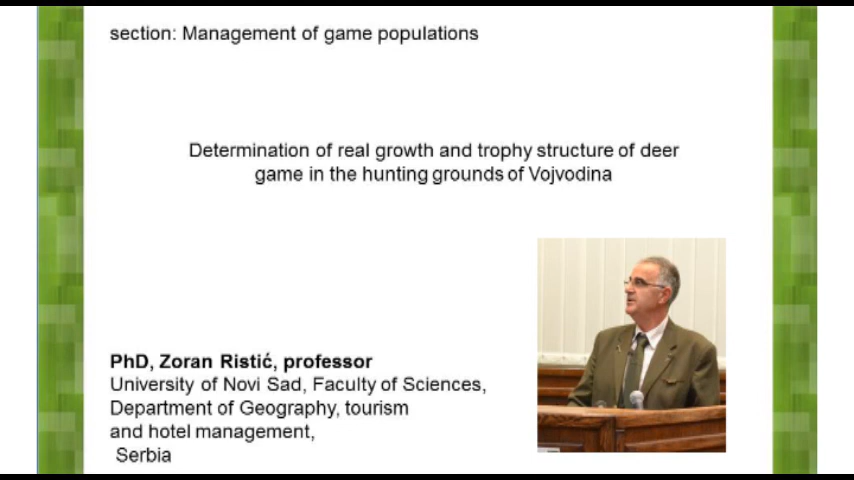 section: Management of game populations
Determination of real growth and trophy structure of deer
game in the hunting grounds of Vojvodina
PhD, Zoran Ristić, professor
University of Novi Sad, Faculty of Sciences,
Department of Geography, tourism
and hotel management,
Serbia